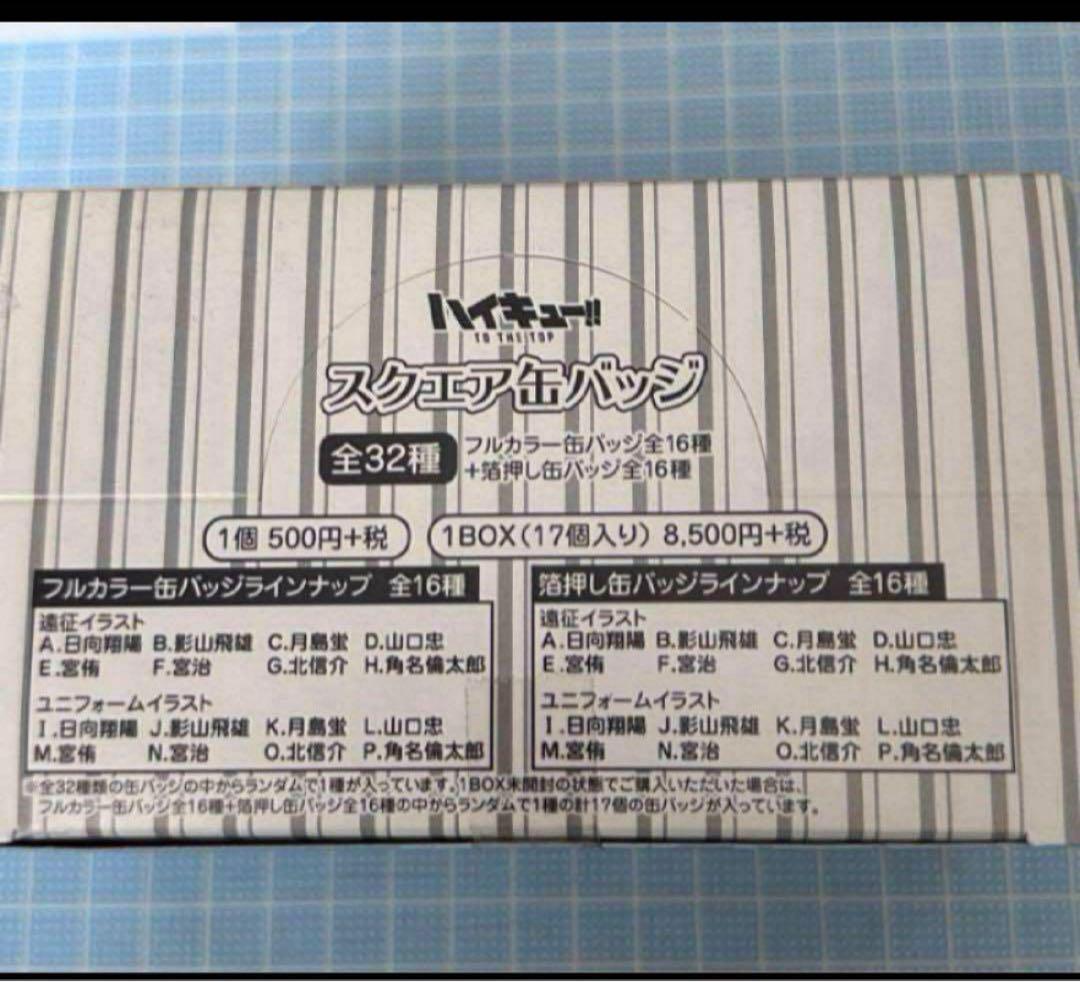 ハイキュー!!
TO THE TOP
スクエア缶バッジ
全32種
フルカラー缶バッジ全16種
+箔押し缶バッジ全16種
1個 500円+税
1BOX(17個入り) 8,500円+税
フルカラー缶バッジラインナップ 全16種
遠征イラスト
A.日向翔陽 B.影山飛雄 C.月島蛍 D.山口忠
E.宮侑 F.宮治 G.北信介 H.角名倫太郎
ユニフォームイラスト
I.日向翔陽 J.影山飛雄 K.月島蛍 L.山口忠
M.宮侑 N.宮治 O.北信介 P.角名倫太郎
箔押し缶バッジラインナップ 全16種
遠征イラスト
A.日向翔陽 B.影山飛雄 C.月島蛍 D.山口忠
E.宮侑 F.宮治 G.北信介 H.角名倫太郎
ユニフォームイラスト
I.日向翔陽 J.影山飛雄 K.月島蛍 L.山口忠
M.宮侑 N.宮治 O.北信介 P.角名倫太郎
※全32種類の缶バッジの中からランダムで1種が入っています。1BOX未開封の状態でご購入いただいた場合は、
フルカラー缶バッジ全16種+箔押し缶バッジ全16種の中からランダムで1種の計17個の缶バッジが入っています。